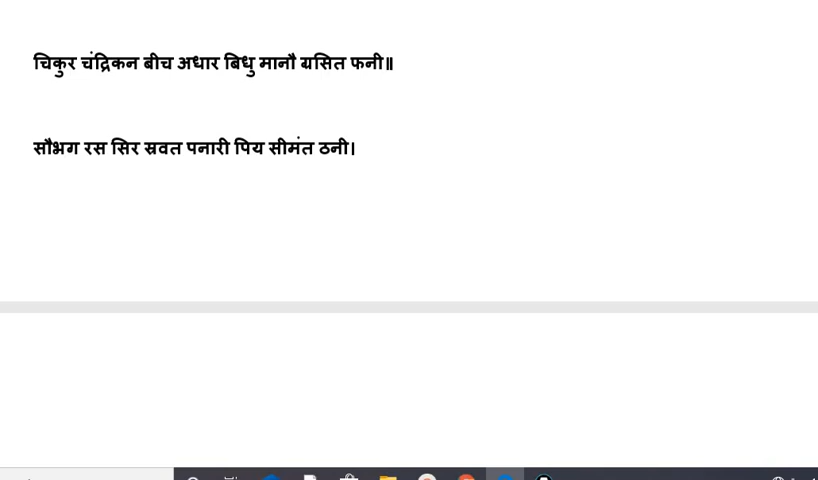 चिकुर चंद्रिकन बीच अधार बिधु मानौ ग्रसित फनी॥
सौभग रस सिर स्रवत पनारी पिय सीमंत ठनी।